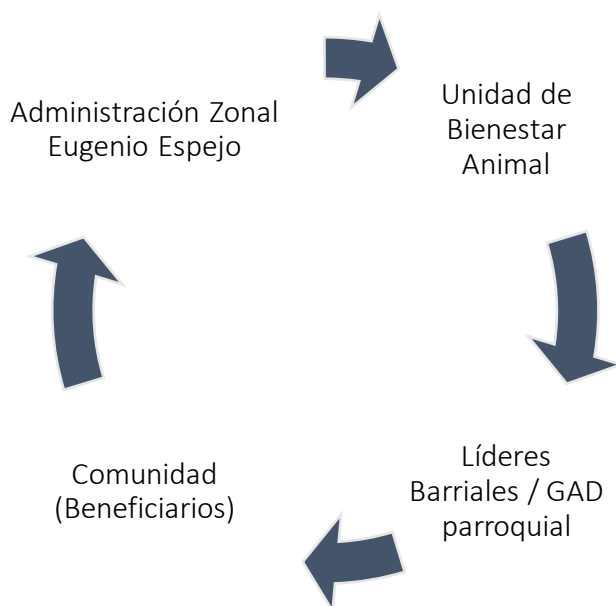 Administración Zonal
Eugenio Espejo
Unidad de
Bienestar
Animal
Líderes
Barriales / GAD
parroquial
Comunidad
(Beneficiarios)